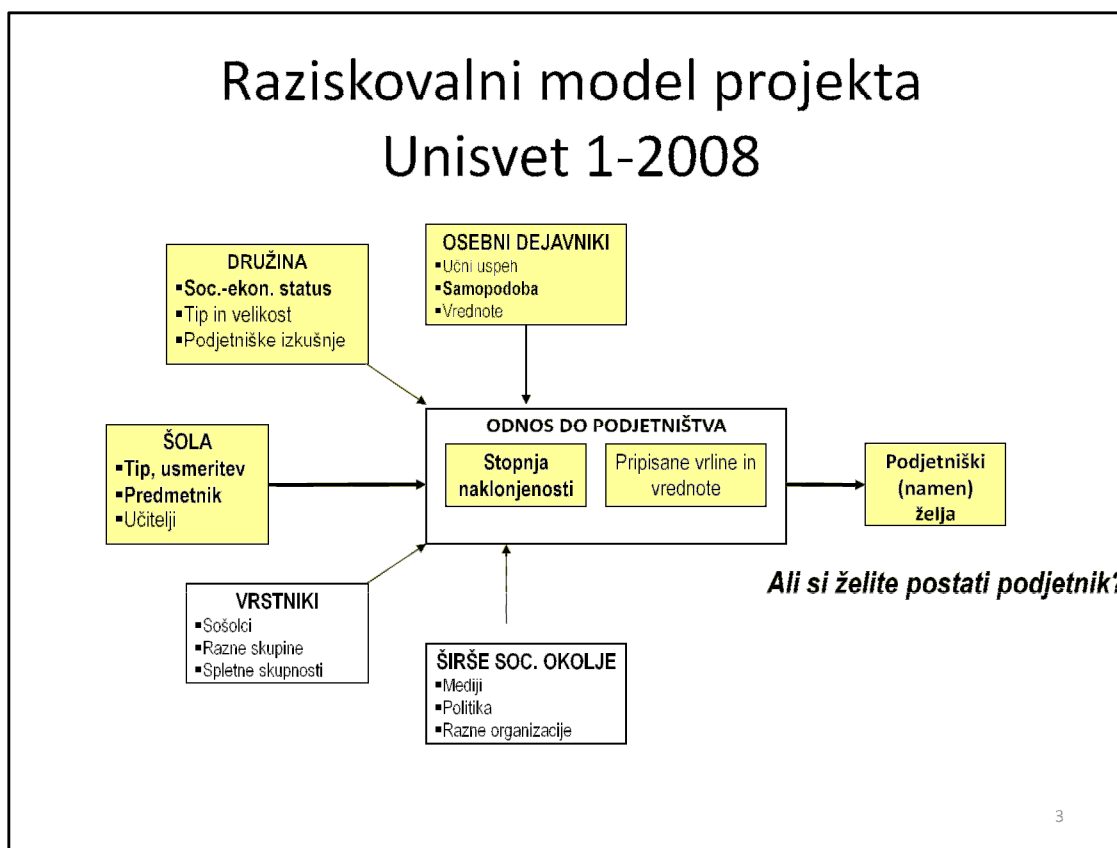 Raziskovalni model projekta
Unisvet 1-2008
DRUŽINA
▪Soc.-ekon. status
▪Tip in velikost
▪Podjetniške izkušnje
OSEBNI DEJAVNIKI
▪Učni uspeh
▪Samopodoba
▪Vrednote
ŠOLA
▪Tip, usmeritev
▪Predmetnik
▪Učitelji
ODNOS DO PODJETNIŠTVA
Stopnja
naklonjenosti
Pripisane vrline in
vrednote
Podjetniški
(namen)
želja
Ali si želite postati podjetnik?
VRSTNIKI
▪Sošolci
▪Razne skupine
▪Spletne skupnosti
ŠIRŠE SOC. OKOLJE
▪Mediji
▪Politika
▪Razne organizacije
3